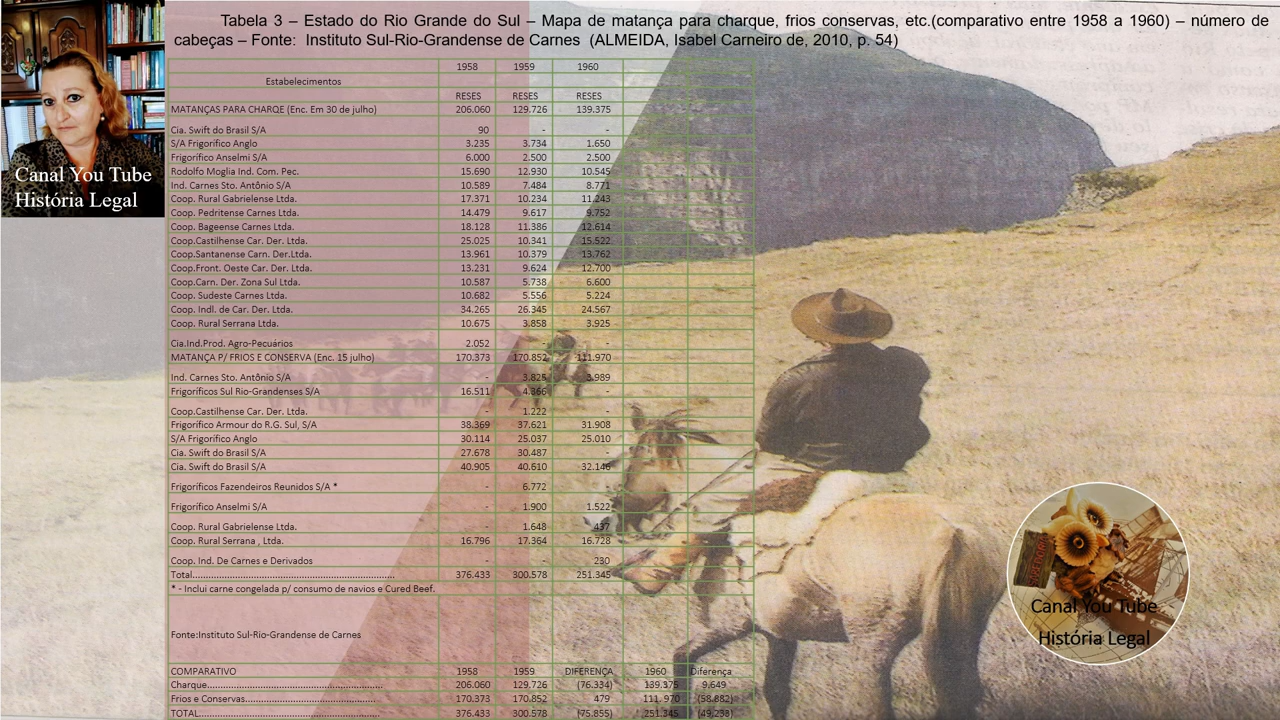 Tabela 3 – Estado do Rio Grande do Sul – Mapa de matança para charque, frios conservas, etc.(comparativo entre 1958 a 1960) – número de
cabeças – Fonte: Instituto Sul-Rio-Grandense de Carnes (ALMEIDA, Isabel Carneiro de, 2010, p. 54)
Canal You Tube
História Legal
1958 1959 1960
Estabelecimentos
RESES RESES RESES
MATANÇAS PARA CHARQE (Enc. Em 30 de julho) 206.060 129.726 139.375
Cia. Swift do Brasil S/A 90 - -
S/A Frigorífico Anglo 3.235 3.734 1.650
Frigorífico Anselmi S/A 6.000 2.500 2.500
Rodolfo Moglia Ind. Com. Pec. 15.690 12.930 10.545
Ind. Carnes Sto. Antônio S/A 10.589 7.484 8.771
Coop. Rural Gabrielense Ltda. 17.371 10.234 11.243
Coop. Pedritense Carnes Ltda. 14.479 9.617 9.752
Coop. Bageense Carnes Ltda. 18.128 11.386 12.614
Coop.Castilhense Car. Der. Ltda. 25.025 10.341 15.522
Coop.Santanense Carn. Der.Ltda. 13.961 10.379 13.762
Coop.Front. Oeste Car. Der. Ltda. 13.231 9.624 12.700
Coop.Carn. Der. Zona Sul Ltda. 10.587 5.738 6.600
Coop. Sudeste Carnes Ltda. 10.682 5.556 5.224
Coop. Indl. de Car. Der. Ltda. 34.265 26.345 24.567
Coop. Rural Serrana Ltda. 10.675 3.858 3.925
Cia.Ind.Prod. Agro-Pecuários 2.052 - -
MATANÇA P/ FRIOS E CONSERVA (Enc. 15 julho) 170.373 170.852 111.970
Ind. Carnes Sto. Antônio S/A - 3.825 3.989
Frigoríficos Sul Rio-Grandenses S/A 16.511 4.366 -
Coop.Castilhense Car. Der. Ltda. - 1.222 -
Frigorífico Armour do R.G. Sul, S/A 38.369 37.621 31.908
S/A Frigorífico Anglo 30.114 25.037 25.010
Cia. Swift do Brasil S/A 27.678 30.487 -
Cia. Swift do Brasil S/A 40.905 40.610 32.146
Frigoríficos Fazendeiros Reunidos S/A * - 6.772
Frigorífico Anselmi S/A - 1.900 1.522
Coop. Rural Gabrielense Ltda. - 1.648 437
Coop. Rural Serrana , Ltda. 16.796 17.364 16.728
Coop. Ind. De Carnes e Derivados - - 230
Total........................................................................ 376.433 300.578 251.345
* - Inclui carne congelada p/ consumo de navios e Cured Beef.
Fonte:Instituto Sul-Rio-Grandense de Carnes
COMPARATIVO 1958 1959 DIFERENÇA 1960 Diferença
Charque.............................................................. 206.060 129.726 (76.334) 139.375 9.649
Frios e Conservas.............................................. 170.373 170.852 479 111. 970 (58.882)
TOTAL................................................................ 376.433 300.578 (75.855) 251.345 (49.238)
Canal You Tube
História Legal